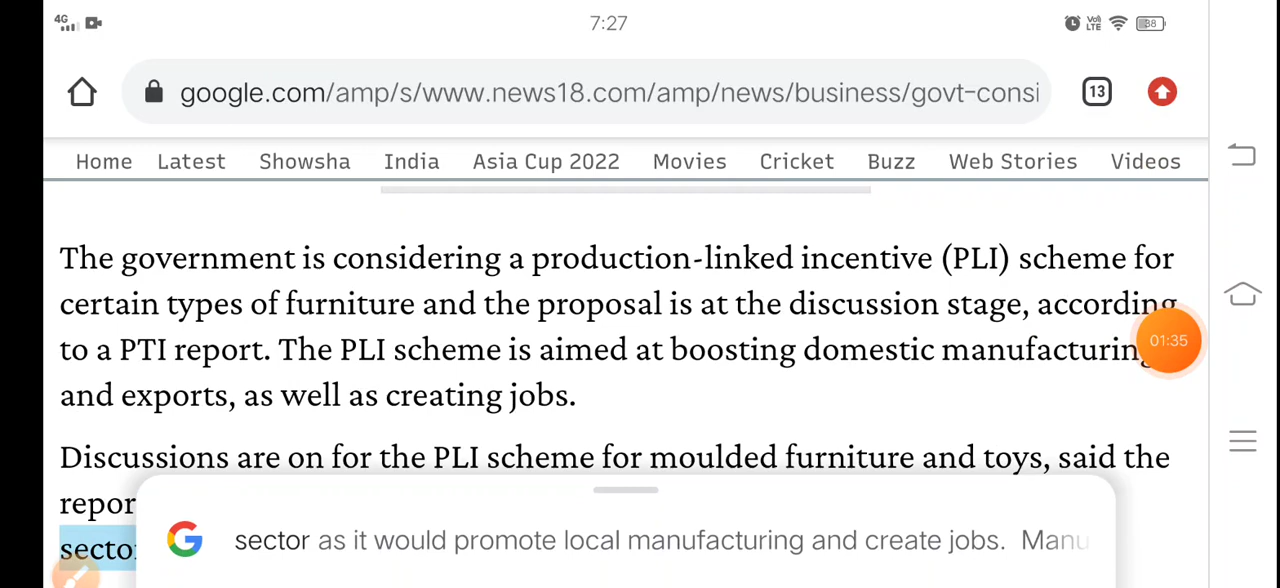 4G 7:27 Vo) LTE 38
google.com/amp/s/www.news18.com/amp/news/business/govt-consi 13
Home Latest Showsha India Asia Cup 2022 Movies Cricket Buzz Web Stories Videos
The government is considering a production-linked incentive (PLI) scheme for
certain types of furniture and the proposal is at the discussion stage, according
to a PTI report. The PLI scheme is aimed at boosting domestic manufacturing
01:35
and exports, as well as creating jobs.
Discussions are on for the PLI scheme for moulded furniture and toys, said the
repor
sector
sector as it would promote local manufacturing and create jobs. Manu